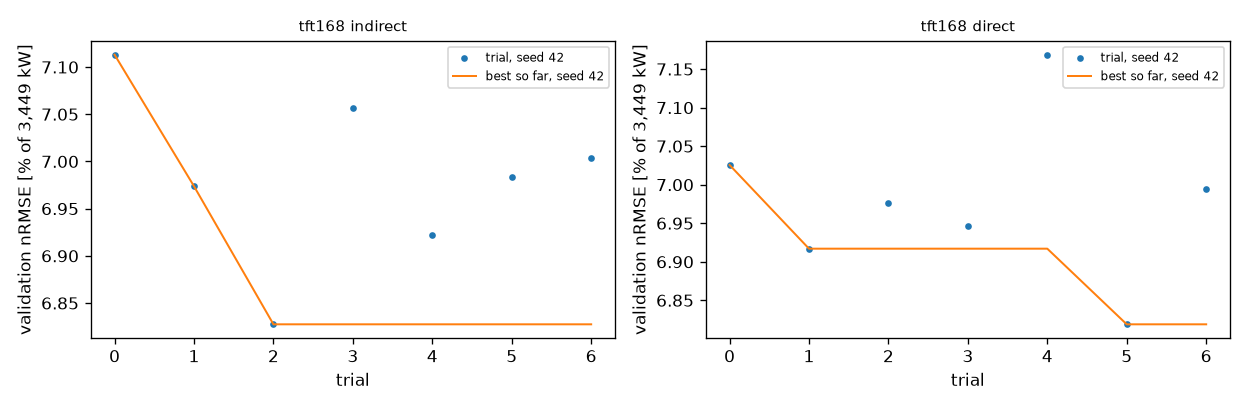 tft168 indirect
validation nRMSE [% of 3,449 kW]
7.10
7.05
7.00
6.95
6.90
6.85
0 1 2 3 4 5 6
trial
trial, seed 42
best so far, seed 42
tft168 direct
validation nRMSE [% of 3,449 kW]
7.15
7.10
7.05
7.00
6.95
6.90
6.85
0 1 2 3 4 5 6
trial
trial, seed 42
best so far, seed 42